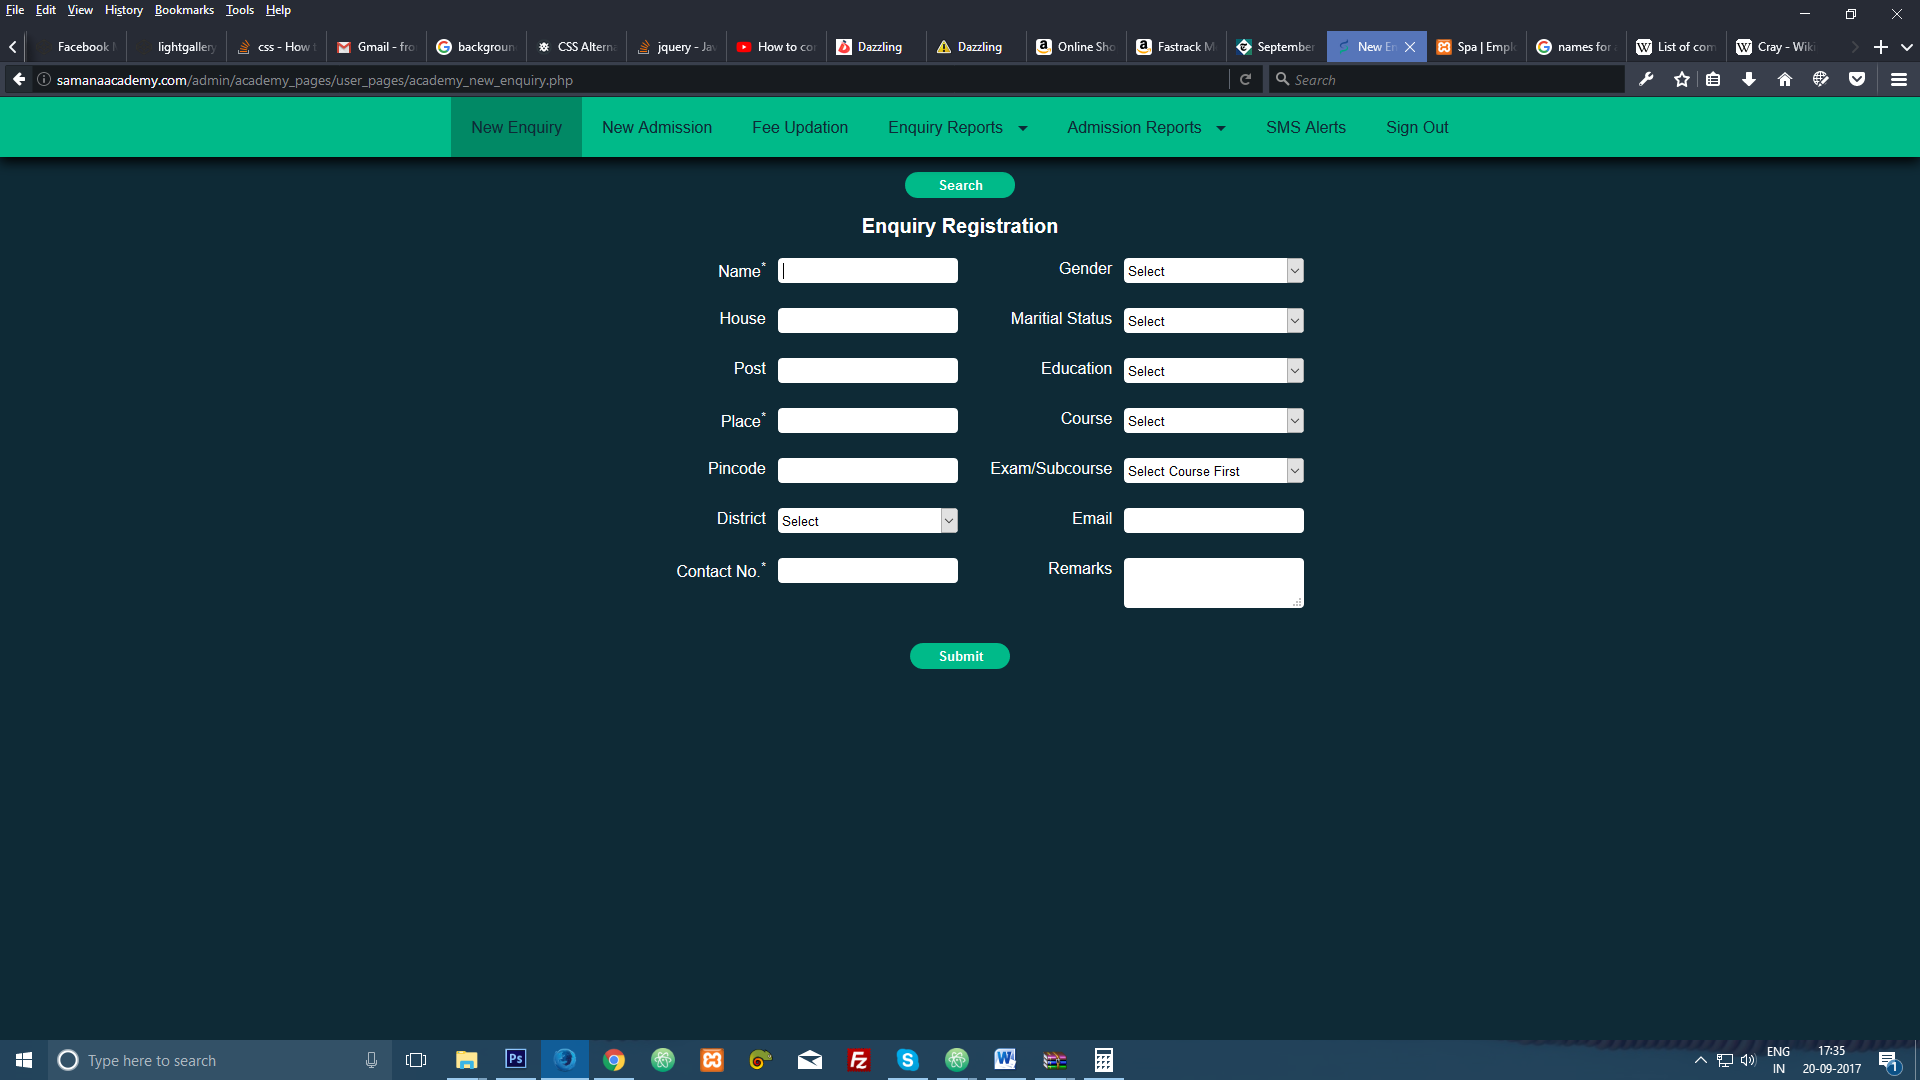 File Edit View History Bookmarks Tools Help
Facebook lightgallery css - How Gmail - fro backgroun CSS Altern jquery - Jav How to co Dazzling Dazzling Online Sho Fastrack M September New En Spa | Empl names for List of com Cray - Wiki
samanaacademy.com/admin/academy_pages/user_pages/academy_new_enquiry.php Search
New Enquiry New Admission Fee Updation Enquiry Reports Admission Reports SMS Alerts Sign Out
Search
Enquiry Registration
Name* Gender Select
House Maritial Status Select
Post Education Select
Place* Course Select
Pincode Exam/Subcourse Select Course First
District Select Email
Contact No.* Remarks
Submit
Type here to search
ENG 17:35
IN 20-09-2017 1